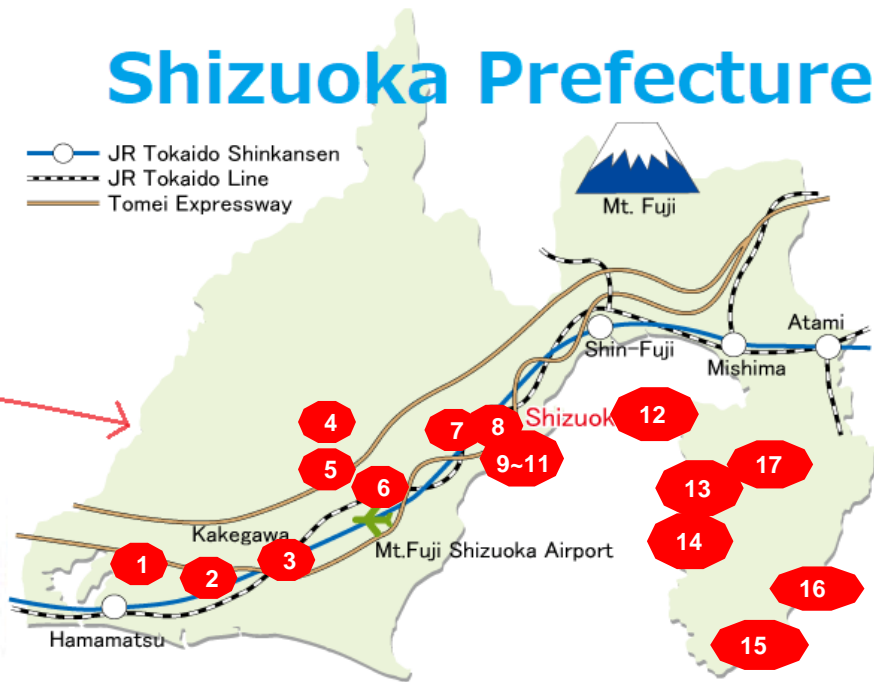 Shizuoka Prefecture
JR Tokaido Shinkansen
JR Tokaido Line
Tomei Expressway
Mt. Fuji
Atami
Shin-Fuji
Mishima
4
7
8
Shizuok
12
5
9~11
17
6
13
Kakegawa
Mt.Fuji Shizuoka Airport
14
1
2
3
16
Hamamatsu
15